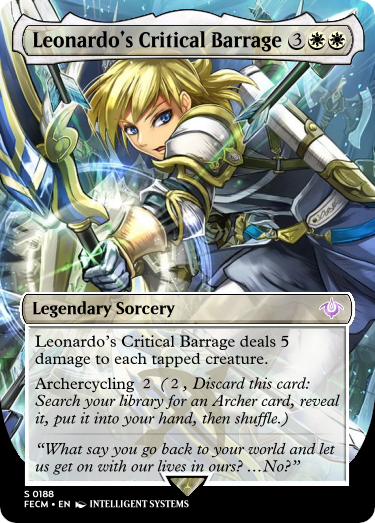 Leonardo's Critical Barrage 3
Legendary Sorcery
Leonardo's Critical Barrage deals 5
damage to each tapped creature.
Archercycling 2 (2, Discard this card:
Search your library for an Archer card, reveal
it, put it into your hand, then shuffle.)
“What say you go back to your world and let
us get on with our lives in ours? …No?”
S 0188
FECM • EN INTELLIGENT SYSTEMS